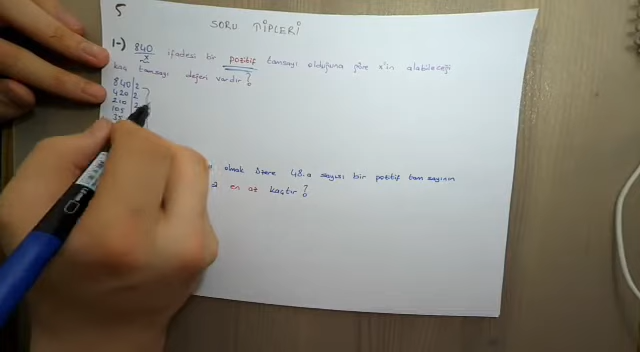 5
SORU TİPLERİ
1-) 840/x ifadesi bir pozitif tamsayı olduğuna göre x'in alabileceği
kaç tamsayı değeri vardır?
840 2
420 2
210 2
105
35
olmak üzere 48.a sayısı bir pozitif tam sayının
en az kaçtır?